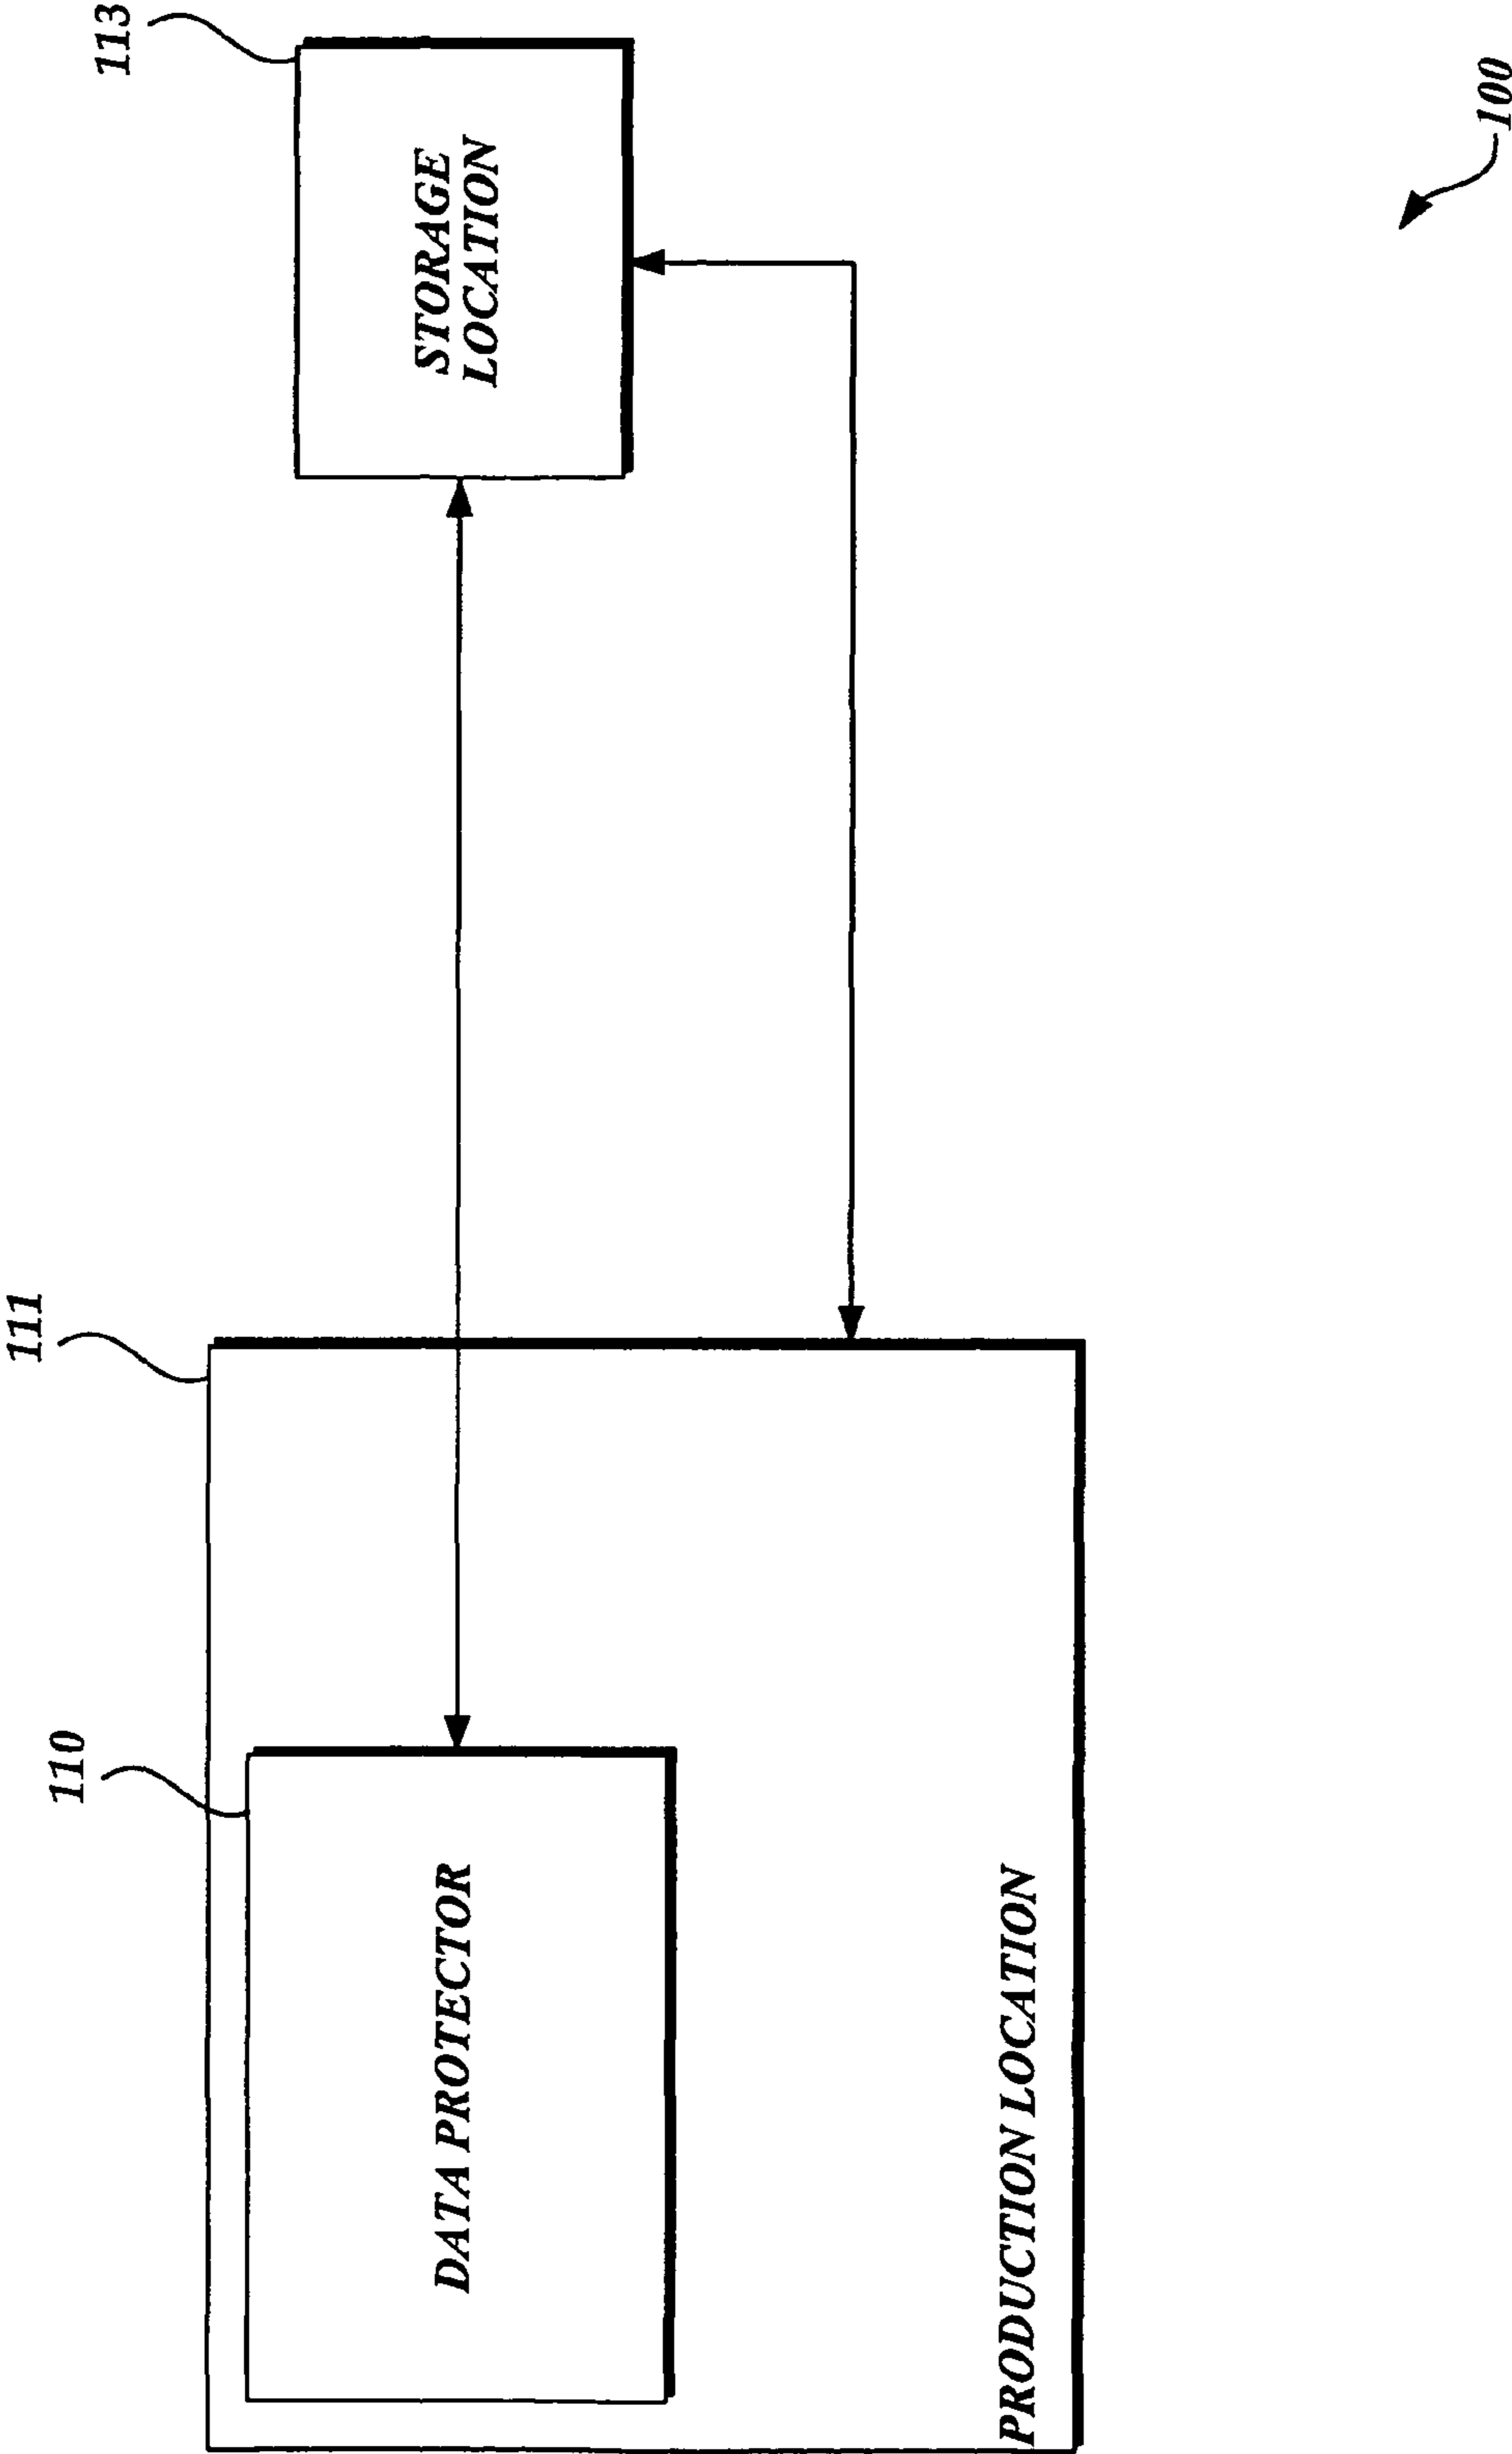 110
111
113
DATA PROTECTOR
STORAGE
LOCATION
PRODUCTION LOCATION
100